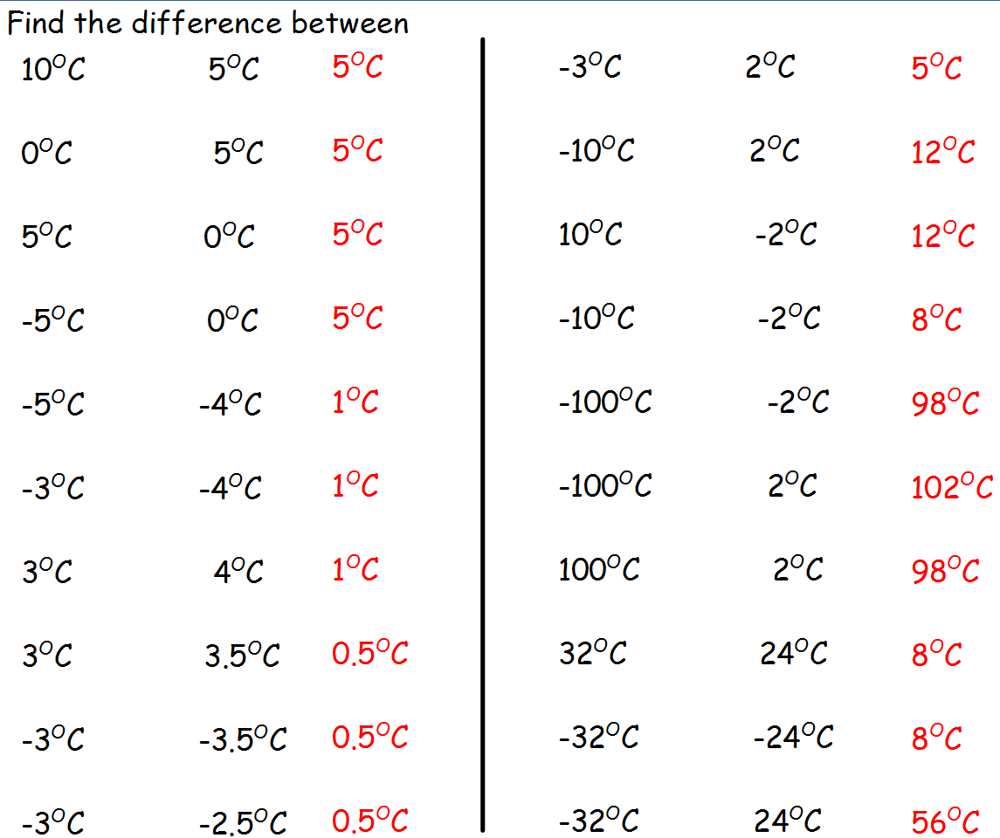 Find the difference between
10°C 5°C 5°C
0°C 5°C 5°C
5°C 0°C 5°C
-5°C 0°C 5°C
-5°C -4°C 1°C
-3°C -4°C 1°C
3°C 4°C 1°C
3°C 3.5°C 0.5°C
-3°C -3.5°C 0.5°C
-3°C -2.5°C 0.5°C
-3°C 2°C 5°C
-10°C 2°C 12°C
10°C -2°C 12°C
-10°C -2°C 8°C
-100°C -2°C 98°C
-100°C 2°C 102°C
100°C 2°C 98°C
32°C 24°C 8°C
-32°C -24°C 8°C
-32°C 24°C 56°C